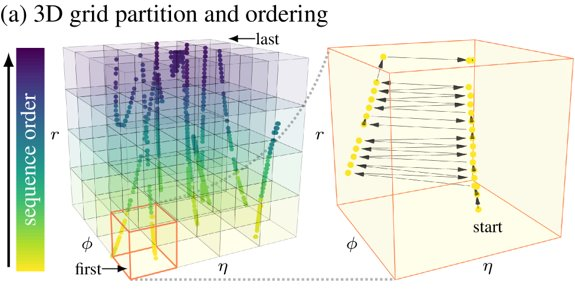 (a) 3D grid partition and ordering
last
sequence order
r
ϕ
first
η
r
ϕ
start
η